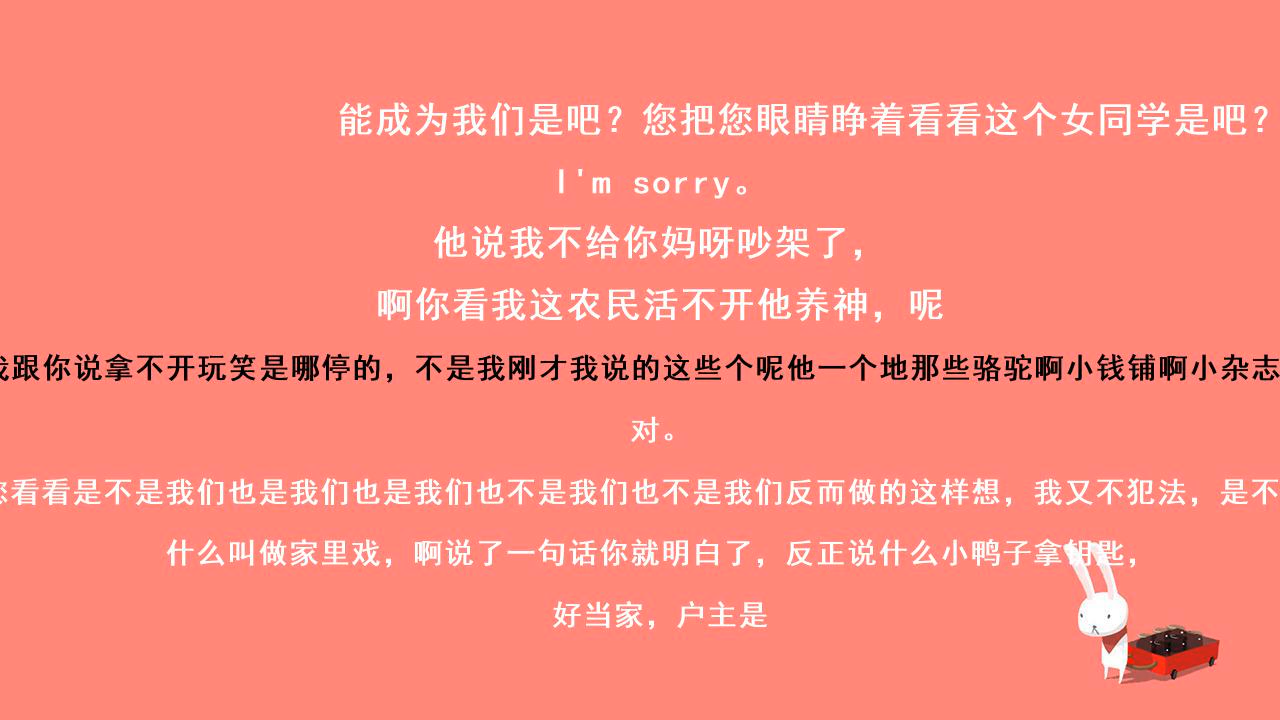 能成为我们是吧？您把您眼睛睁着看看这个女同学是吧？
I'm sorry。
他说我不给你妈呀吵架了，
啊你看我这农民活不开他养神，呢
我跟你说拿不开玩笑是哪停的，不是我刚才我说的这些个呢他一个地那些骆驼啊小钱铺啊小杂志
对。
您看看是不是我们也是我们也是我们也不是我们也不是我们反而做的这样想，我又不犯法，是不
什么叫做家里戏，啊说了一句话你就明白了，反正说什么小鸭子拿钥匙，
好当家，户主是